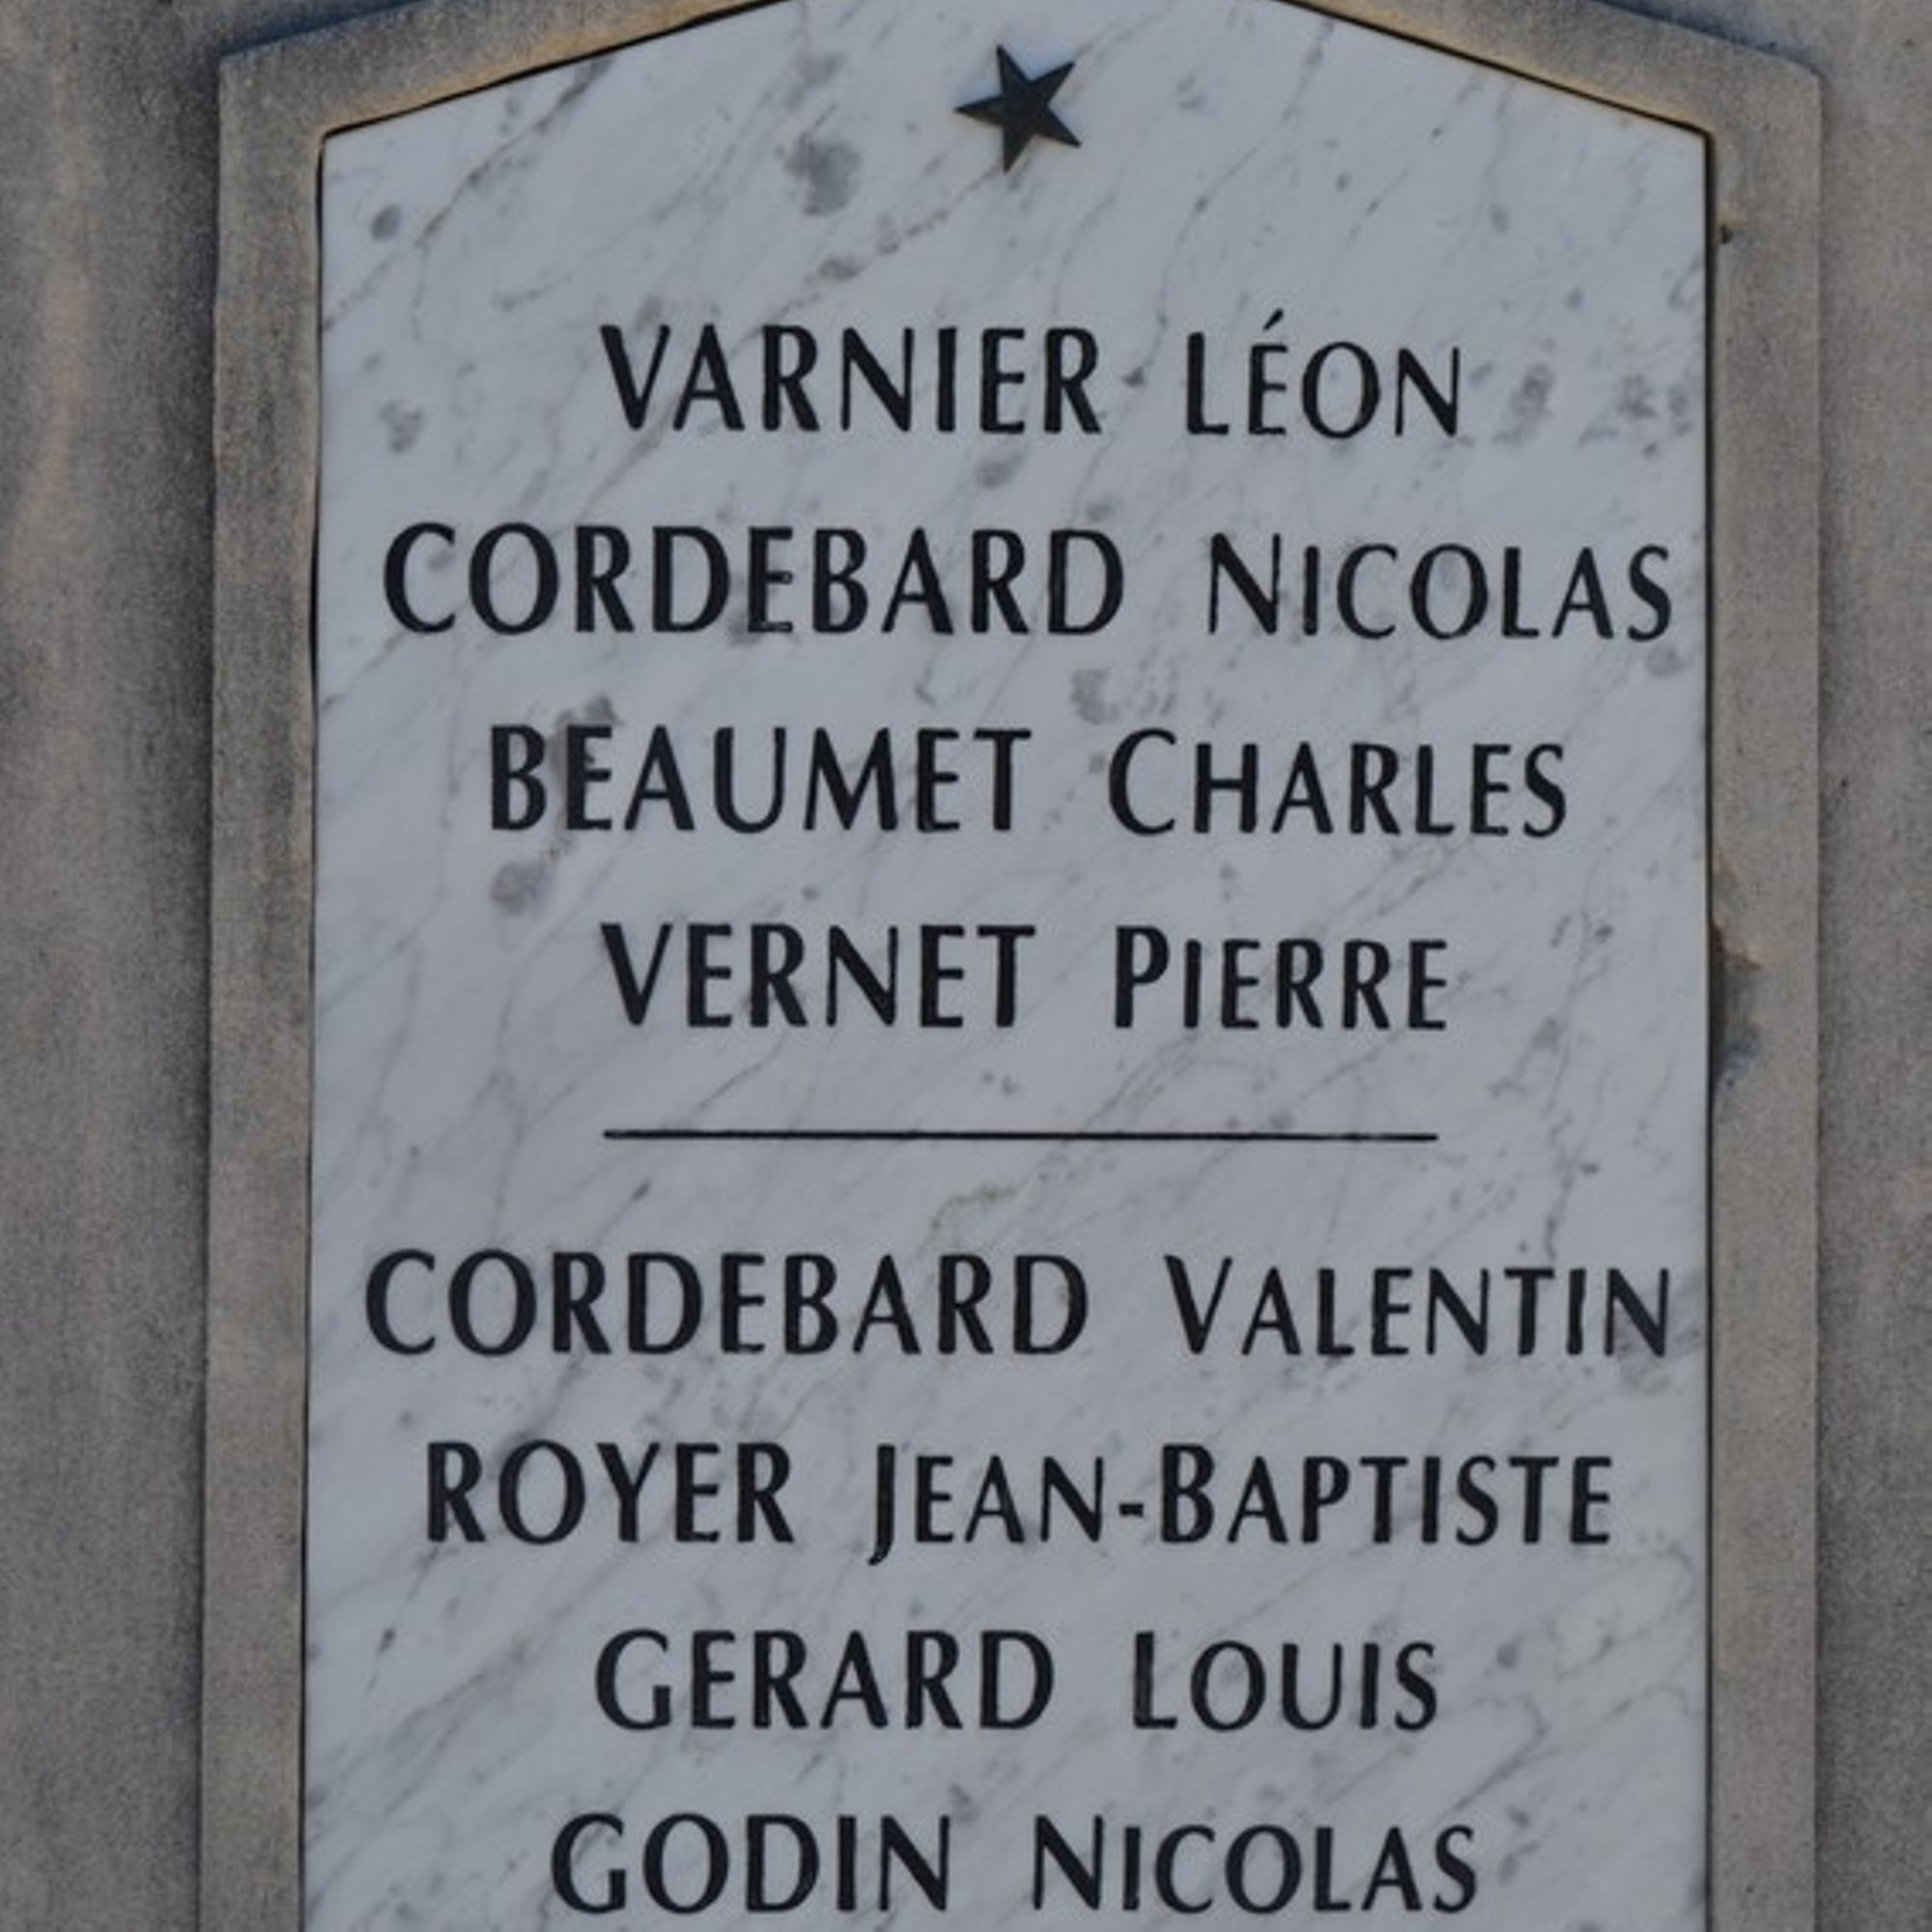 VARNIER LÉON
CORDEBARD NICOLAS
BEAUMET CHARLES
VERNET PIERRE
CORDEBARD VALENTIN
ROYER JEAN-BAPTISTE
GERARD LOUIS
GODIN NICOLAS